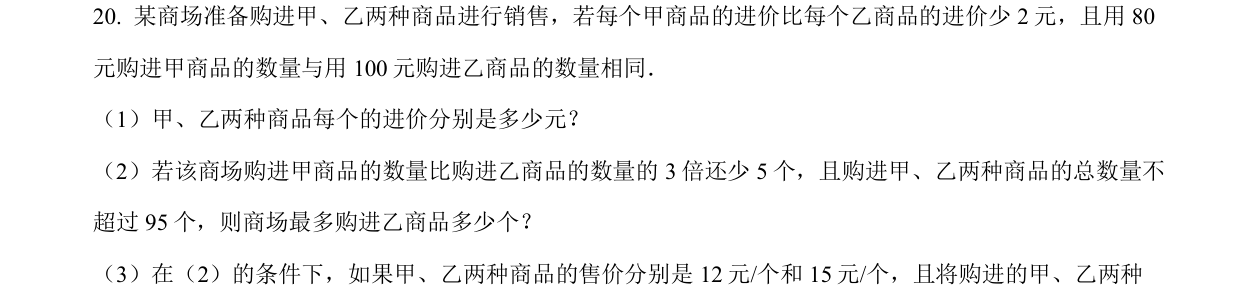 20. 某商场准备购进甲、乙两种商品进行销售，若每个甲商品的进价比每个乙商品的进价少 2 元，且用 80
元购进甲商品的数量与用 100 元购进乙商品的数量相同．
（1）甲、乙两种商品每个的进价分别是多少元？
（2）若该商场购进甲商品的数量比购进乙商品的数量的 3 倍还少 5 个，且购进甲、乙两种商品的总数量不
超过 95 个，则商场最多购进乙商品多少个？
（3）在（2）的条件下，如果甲、乙两种商品的售价分别是 12 元/个和 15 元/个，且将购进的甲、乙两种